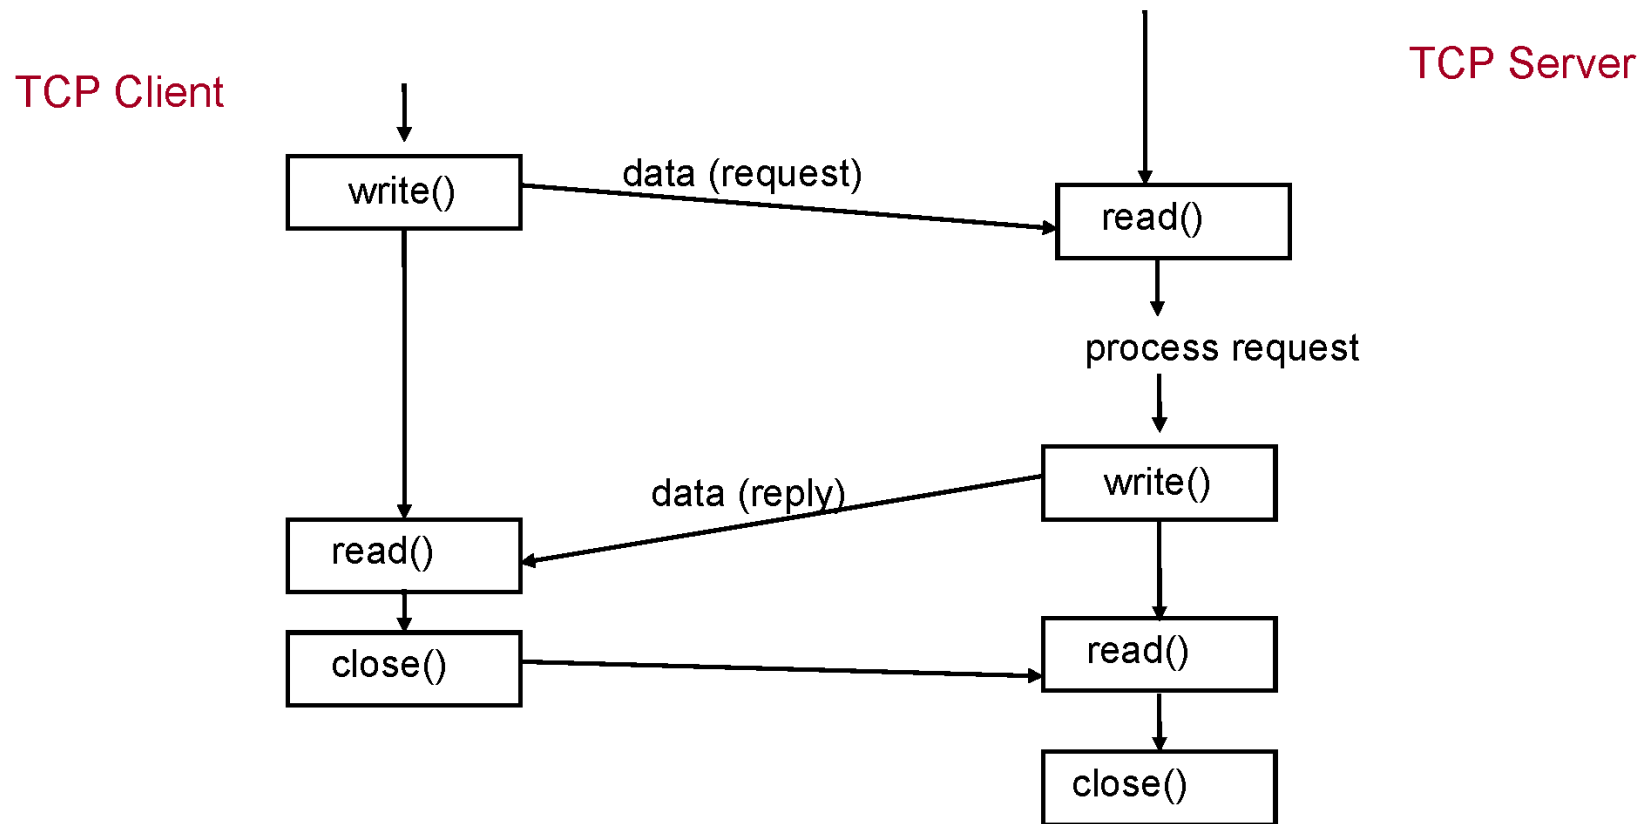 TCP Client
TCP Server
write()
data (request)
read()
process request
write()
data (reply)
read()
read()
close()
close()